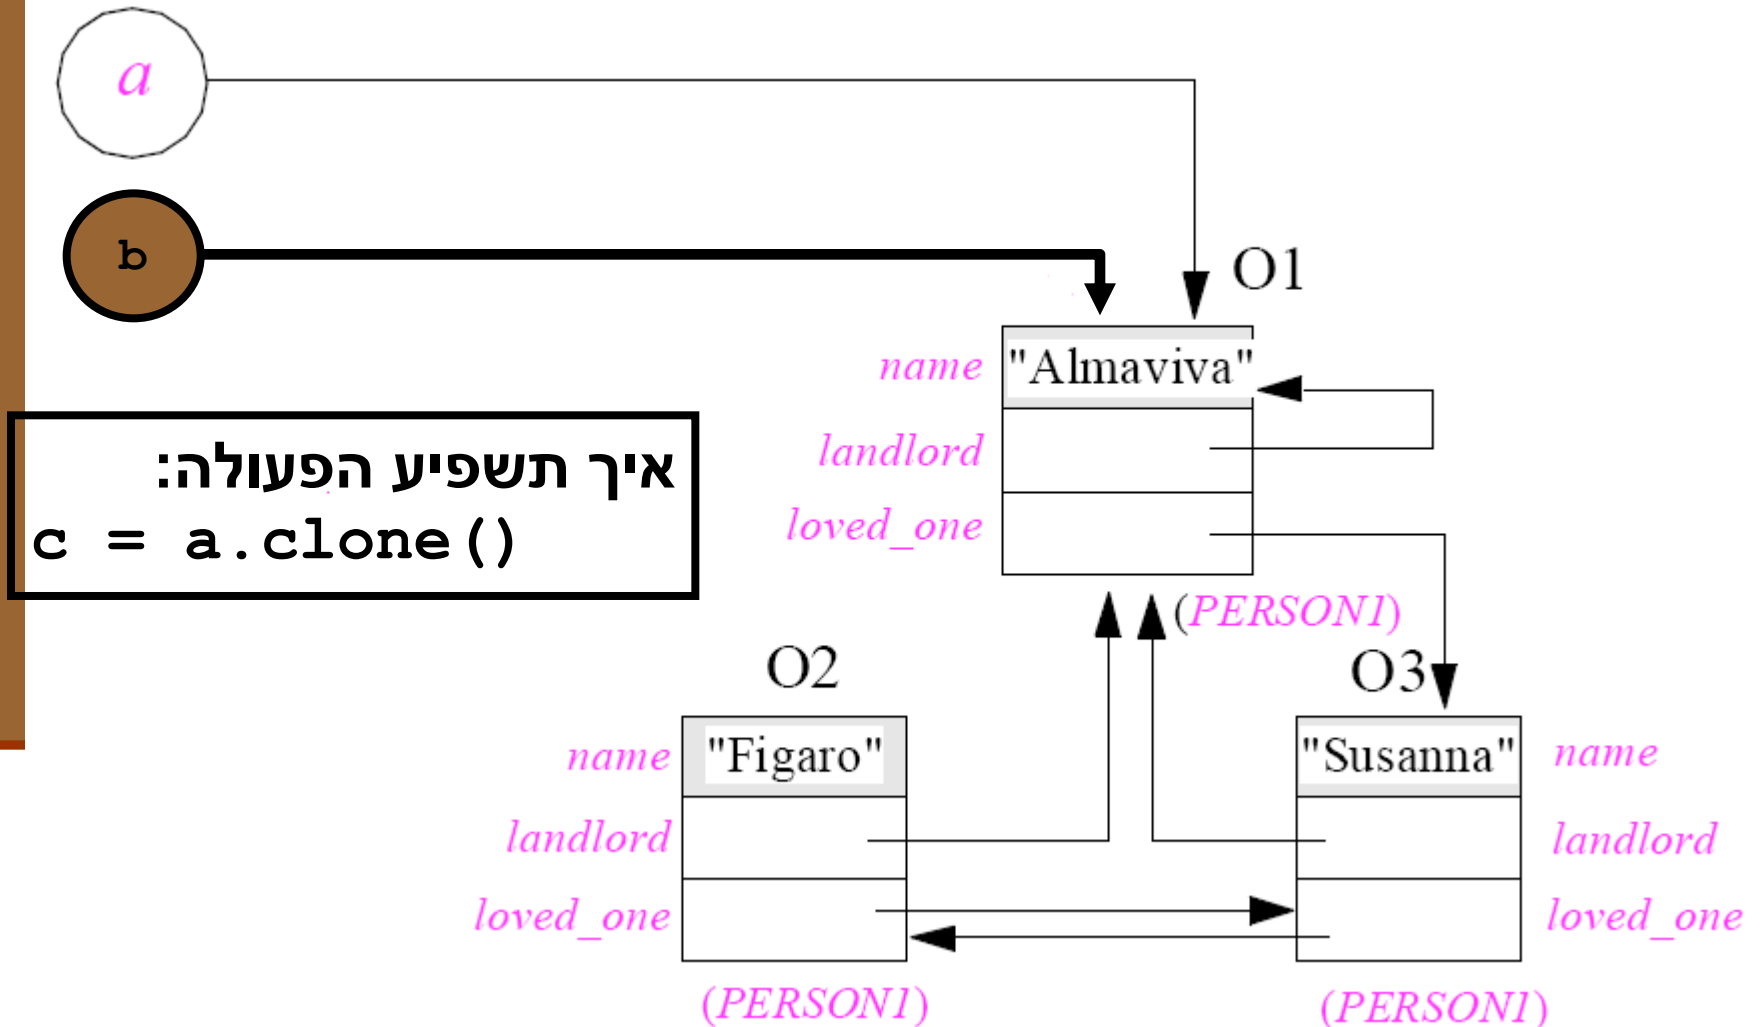 a
b
O1
name "Almaviva"
landlord
loved_one
(PERSON1)
איך תשפיע הפעולה:
c = a.clone()
O2
name "Figaro"
landlord
loved_one
(PERSON1)
O3
"Susanna" name
landlord
loved_one
(PERSON1)